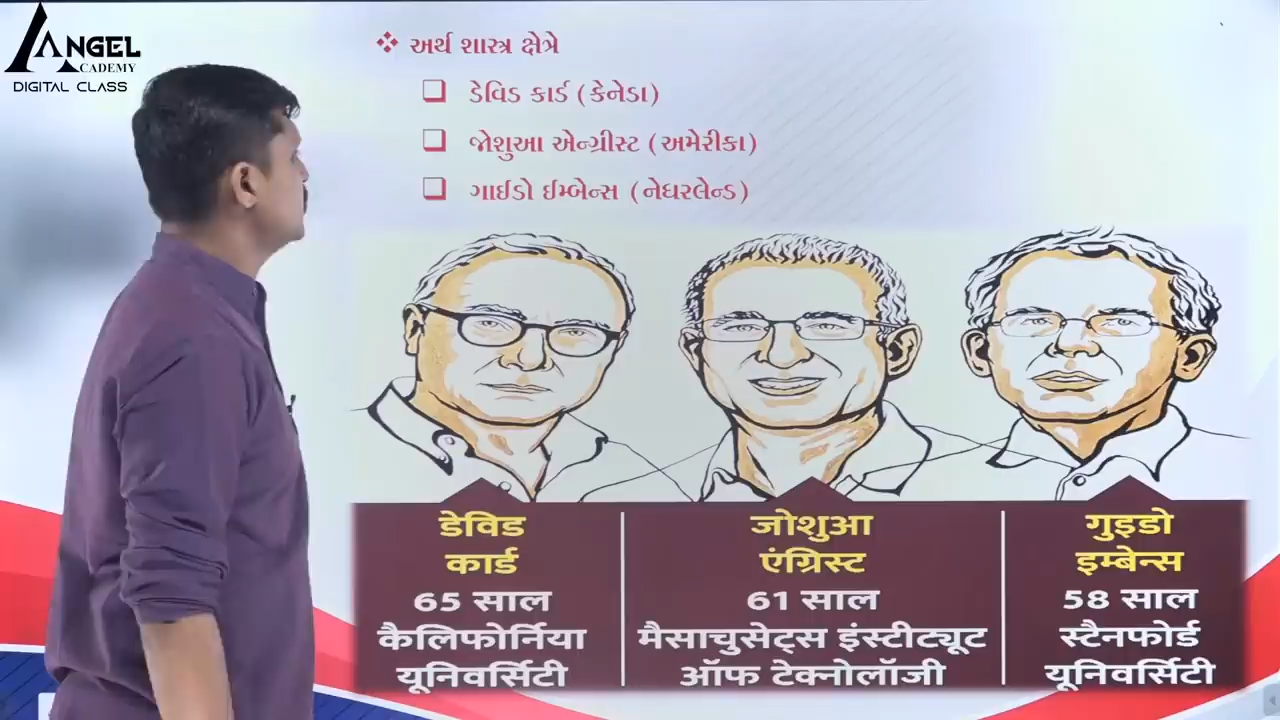 ANGEL
ACADEMY
DIGITAL CLASS
અર્થ શાસ્ત્ર ક્ષેત્રે
ડેવિડ કાર્ડ (કેનેડા)
જોશુઆ એન્ગ્રીસ્ટ (અમેરીકા)
ગાઈડો ઈમ્બેન્સ (નેધરલેન્ડ)
डेविड
कार्ड
65 साल
कैलिफोर्निया
यूनिवर्सिटी
जोशुआ
एंग्रिस्ट
61 साल
मैसाचुसेट्स इंस्टीट्यूट
ऑफ टेक्नोलॉजी
गुइडो
इम्बेन्स
58 साल
स्टैनफोर्ड
यूनिवर्सिटी